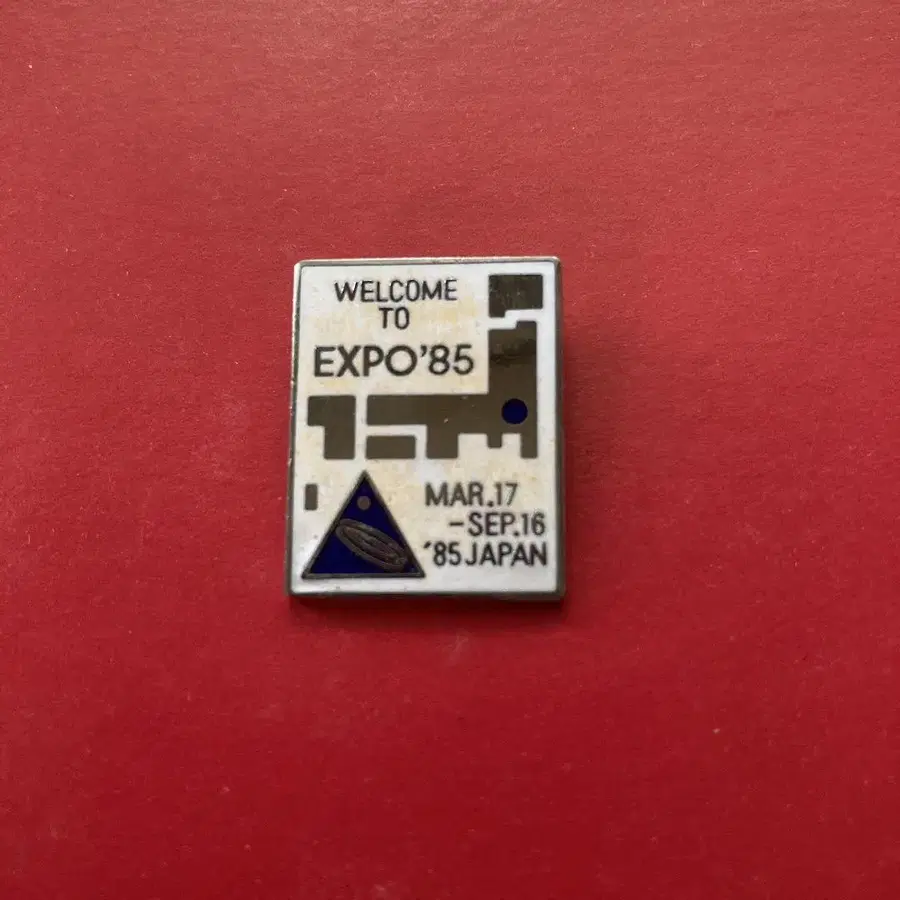 WELCOME
TO
EXPO'85
MAR.17
-SEP.16
'85 JAPAN